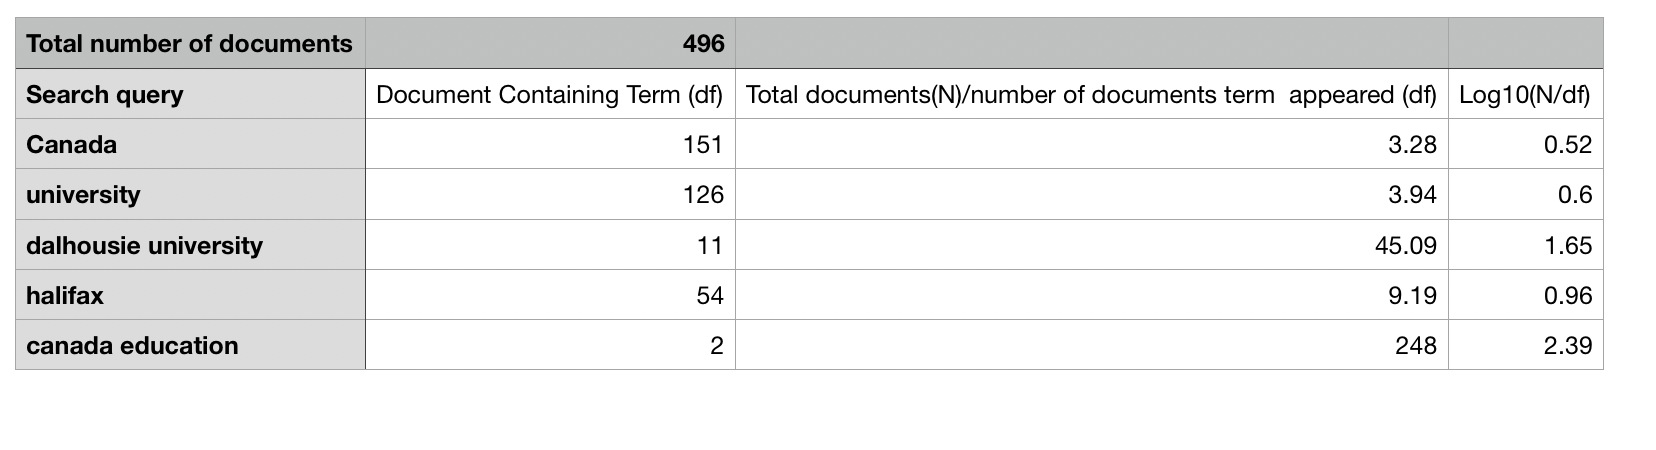 Total number of documents 496
Search query Document Containing Term (df) Total documents(N)/number of documents term  appeared (df) Log10(N/df)
Canada 151 3.28 0.52
university 126 3.94 0.6
dalhousie university 11 45.09 1.65
halifax 54 9.19 0.96
canada education 2 248 2.39